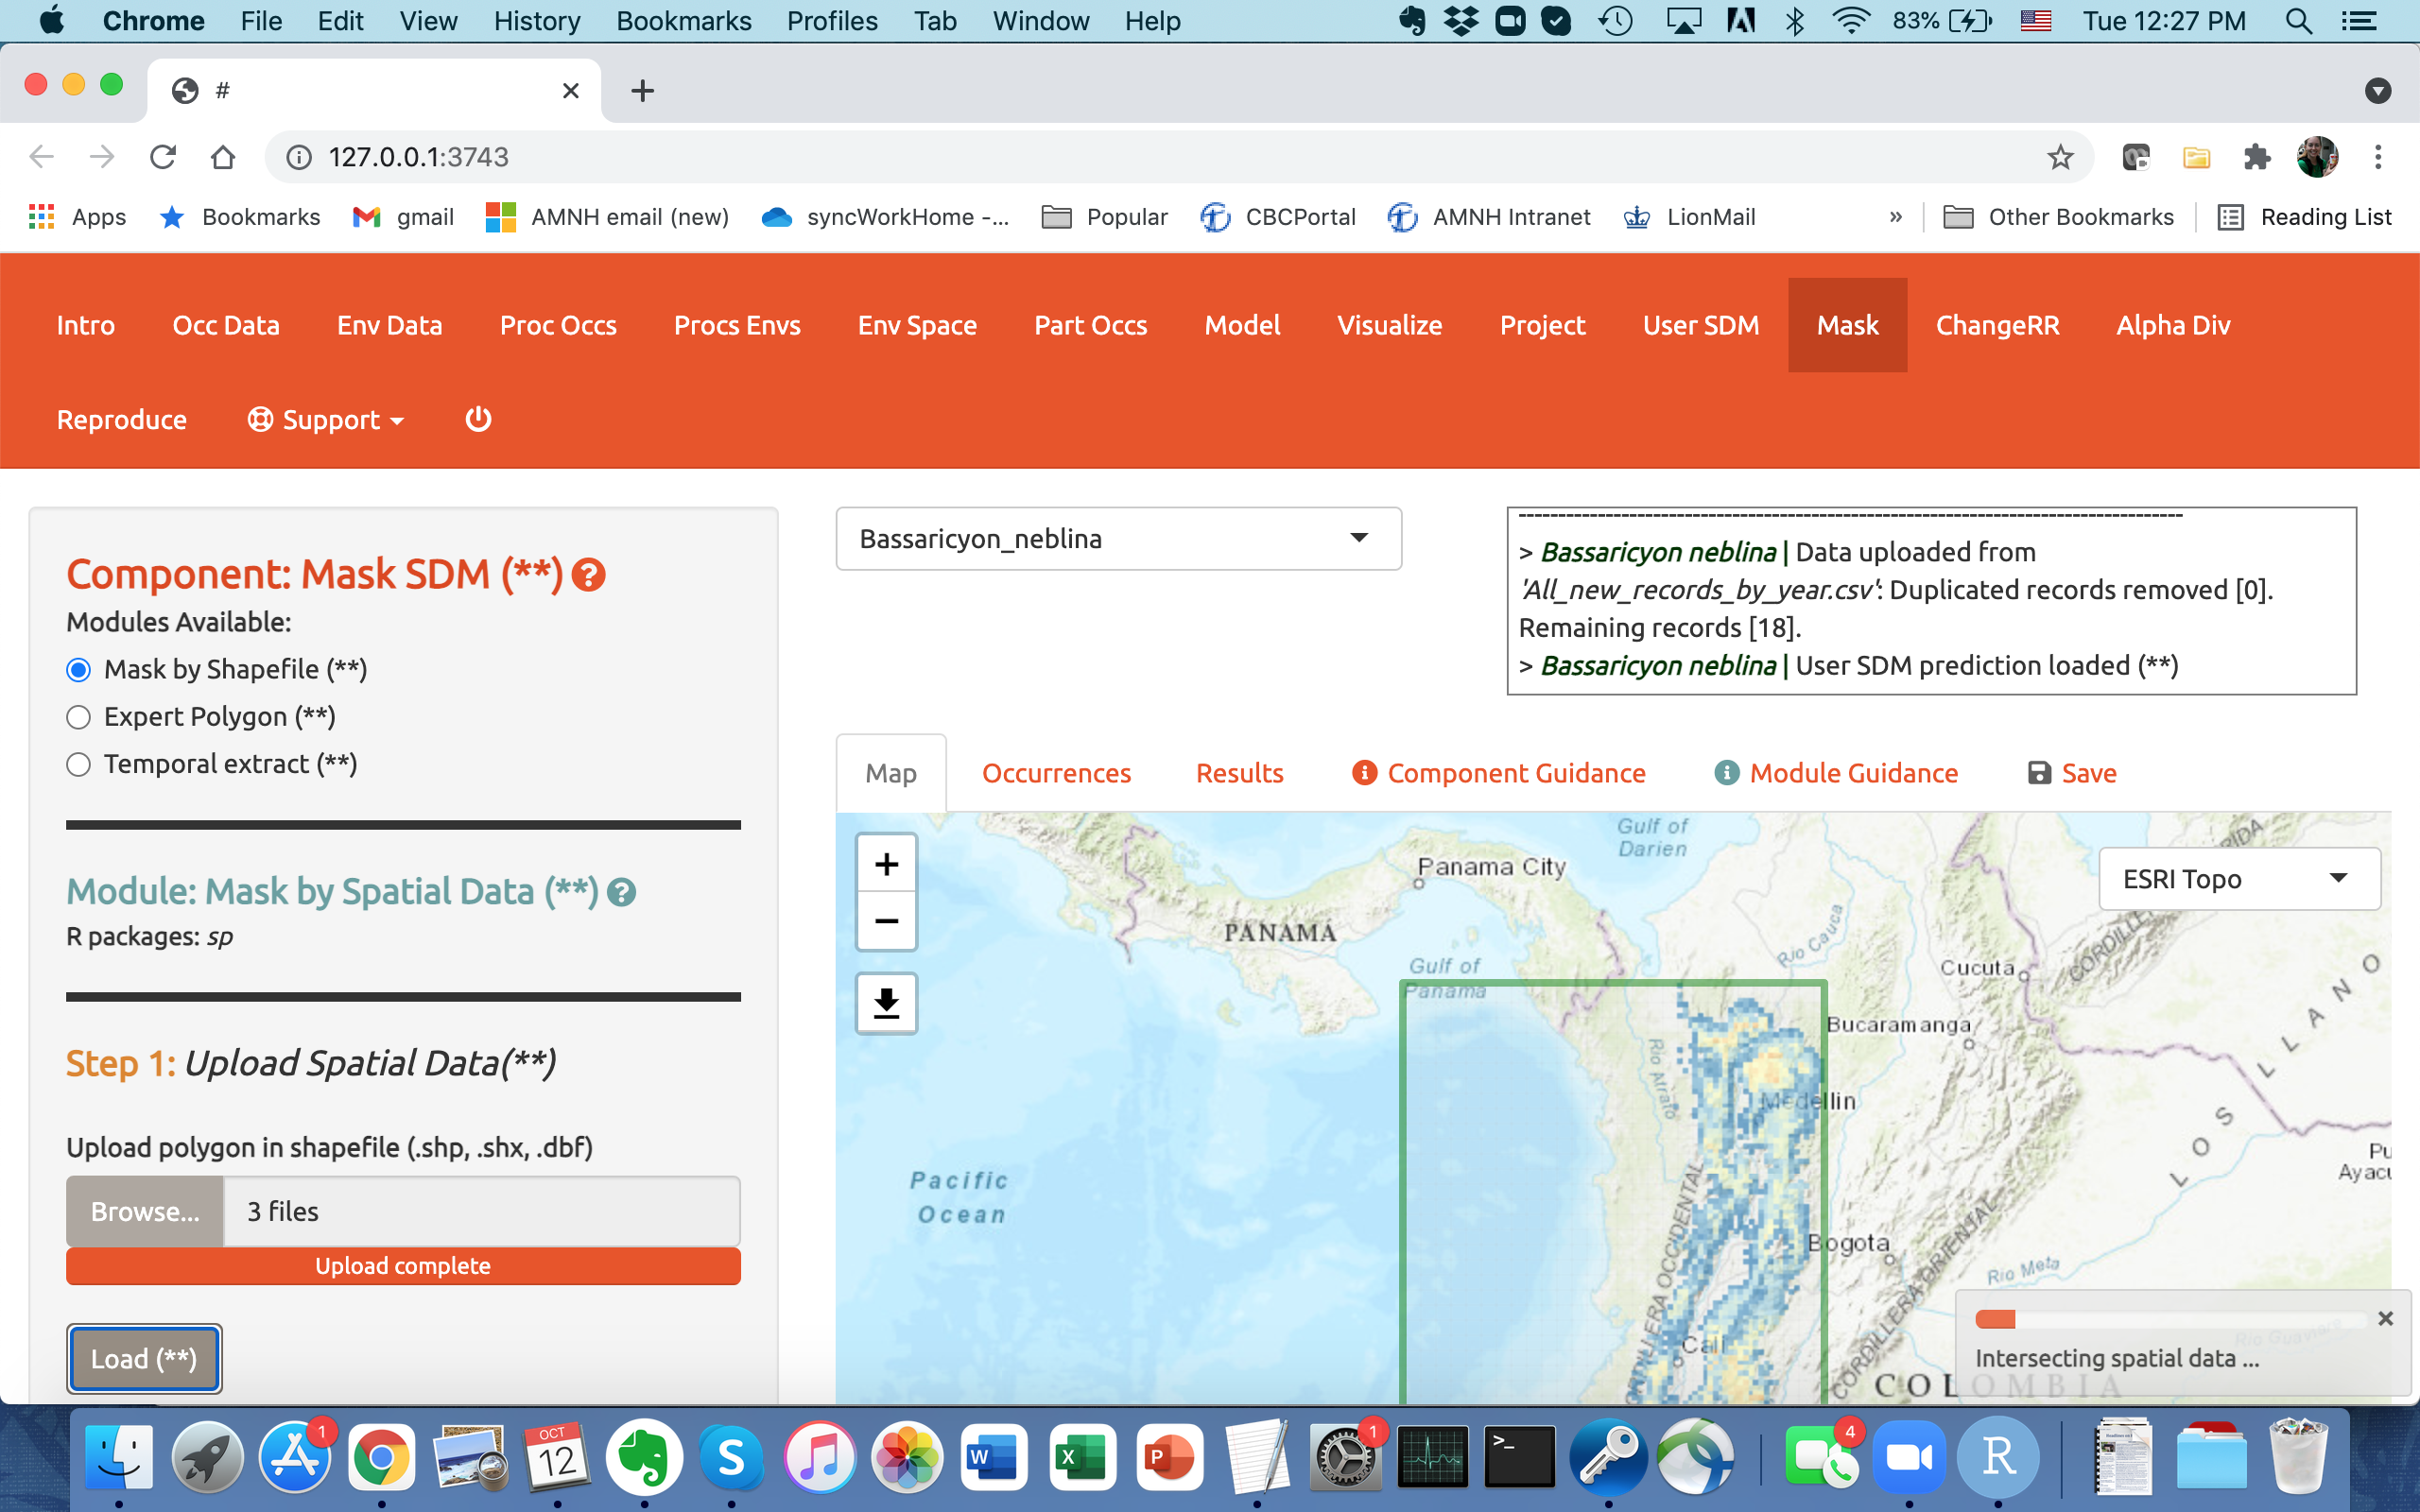 Chrome File Edit View History Bookmarks Profiles Tab Window Help 83% Tue 12:27 PM
#
127.0.0.1:3743
Apps Bookmarks gmail AMNH email (new) syncWorkHome -... Popular CBCPortal AMNH Intranet LionMail » Other Bookmarks Reading List
Intro Occ Data Env Data Proc Occs Procs Envs Env Space Part Occs Model Visualize Project User SDM Mask ChangeRR Alpha Div
Reproduce Support
Component: Mask SDM (**)
Modules Available:
Mask by Shapefile (**)
Expert Polygon (**)
Temporal extract (**)
Module: Mask by Spatial Data (**)
R packages: sp
Step 1: Upload Spatial Data(**)
Upload polygon in shapefile (.shp, .shx, .dbf)
Browse... 3 files
Upload complete
Load (**)
Bassaricyon_neblina
> Bassaricyon neblina | Data uploaded from
'All_new_records_by_year.csv': Duplicated records removed [0].
Remaining records [18].
> Bassaricyon neblina | User SDM prediction loaded (**)
Map Occurrences Results Component Guidance Module Guidance Save
+
−
ESRI Topo
Gulf of
Darien
Panama City
PANAMA
Gulf of
Panama
Rio Cauca
Cucuta
Bucaramanga
Rio Atrato
Medellin
Pacific
Ocean
Bogota
Rio Meta
CORDILLERA ORIENTAL
Cali
LLANO
LOS
COLOMBIA
Intersecting spatial data ...
1
OCT
12
S
W
X
P
1
>_
4
R